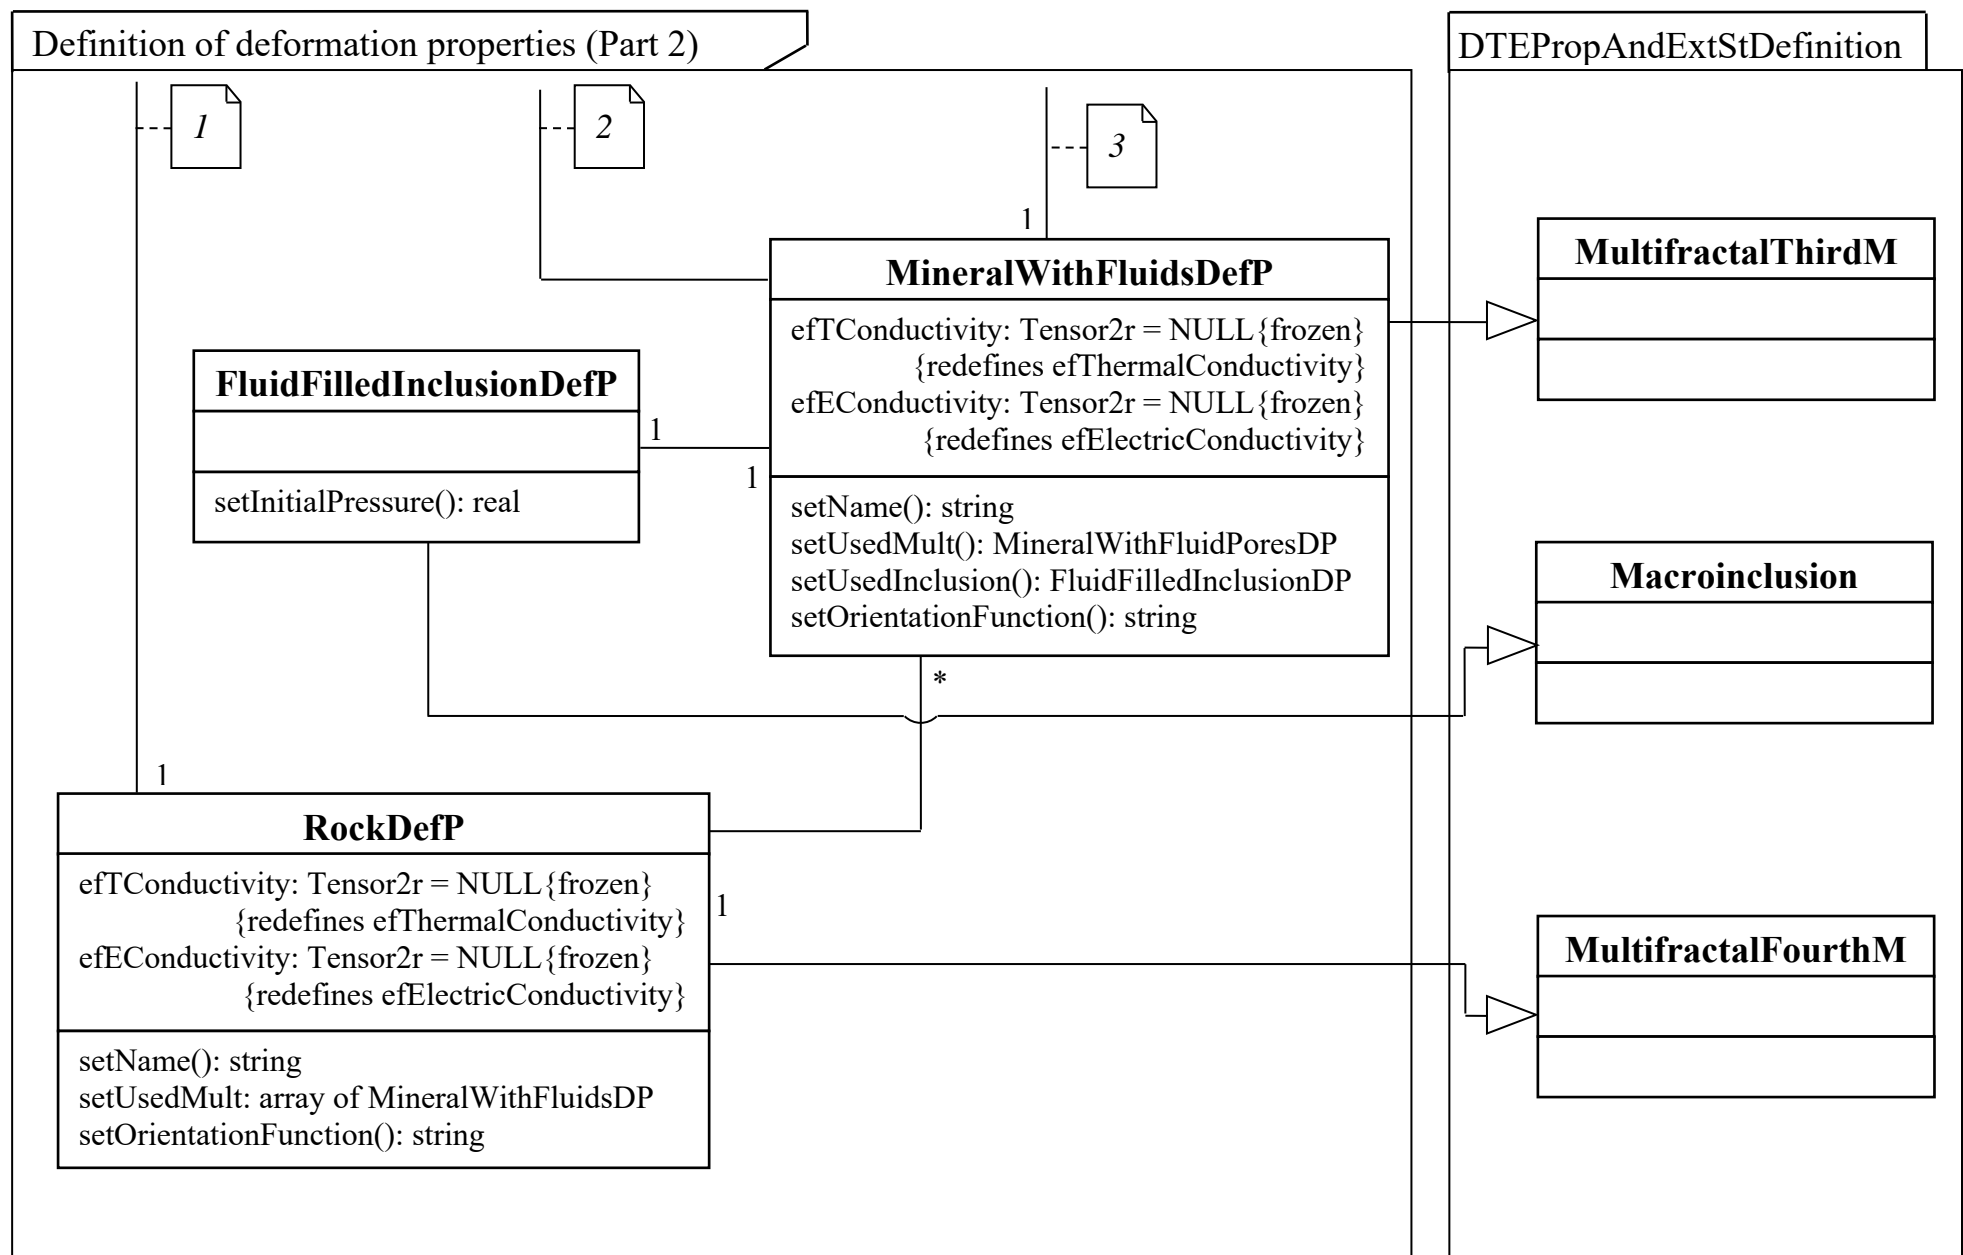 Definition of deformation properties (Part 2)
DTEPropAndExtStDefinition
1
2
3
1
MineralWithFluidsDefP
efTConductivity: Tensor2r = NULL{frozen}
{redefines efThermalConductivity}
efEConductivity: Tensor2r = NULL{frozen}
{redefines efElectricConductivity}
setName(): string
setUsedMult(): MineralWithFluidPoresDP
setUsedInclusion(): FluidFilledInclusionDP
setOrientationFunction(): string
MultifractalThirdM
FluidFilledInclusionDefP
setInitialPressure(): real
1
1
Macroinclusion
*
1
RockDefP
efTConductivity: Tensor2r = NULL{frozen}
{redefines efThermalConductivity}
efEConductivity: Tensor2r = NULL{frozen}
{redefines efElectricConductivity}
setName(): string
setUsedMult: array of MineralWithFluidsDP
setOrientationFunction(): string
1
MultifractalFourthM